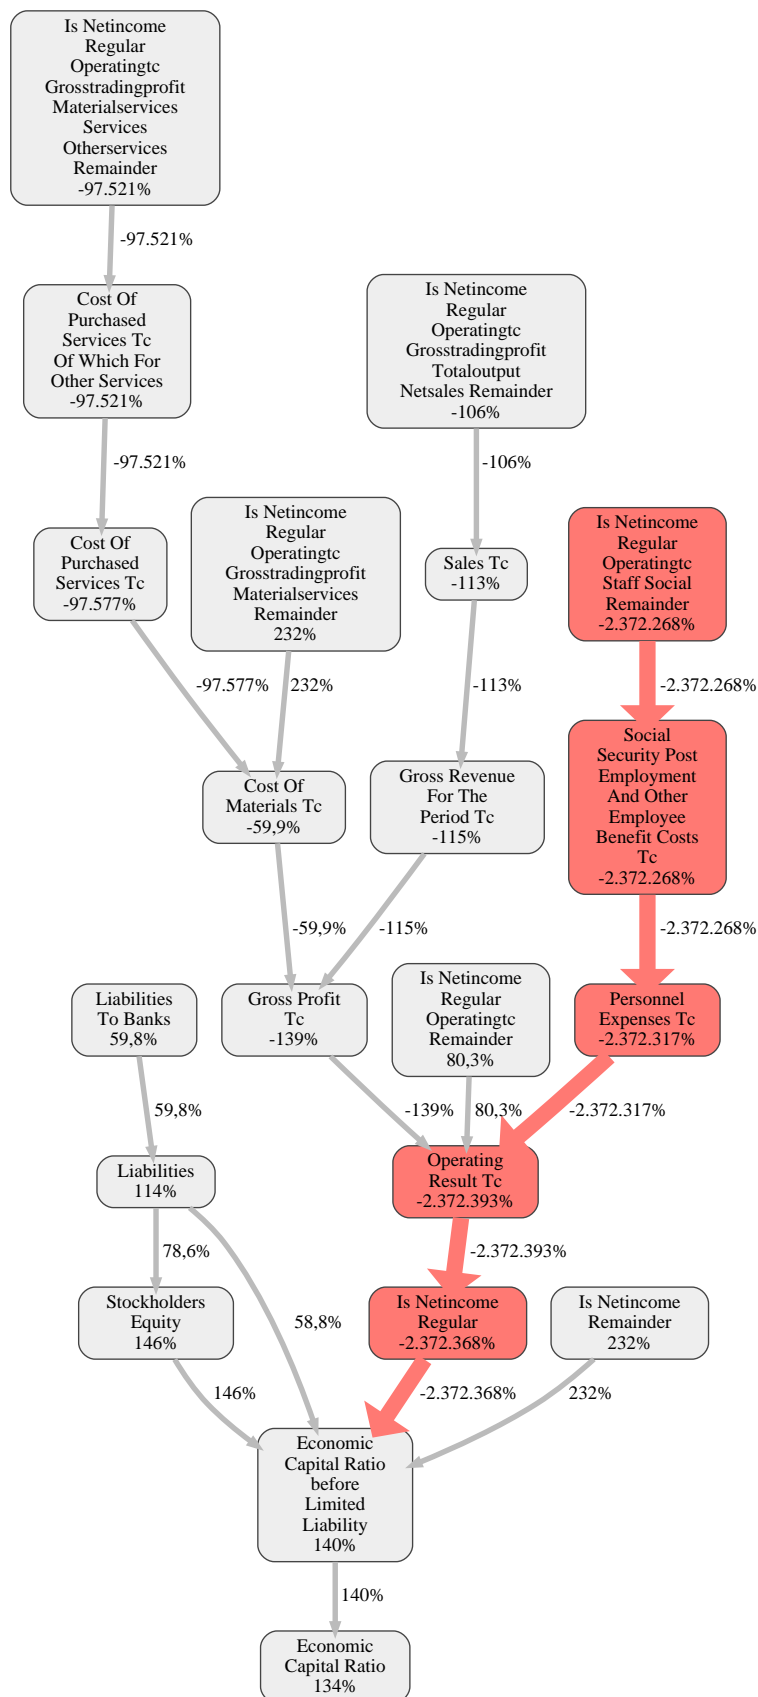 Is Netincome
Regular
Operatingtc
Grosstradingprofit
Materialservices
Services
Otherservices
Remainder
-97.521%
-97.521%
Cost Of
Purchased
Services Tc
Of Which For
Other Services
-97.521%
Is Netincome
Regular
Operatingtc
Grosstradingprofit
Totaloutput
Netsales Remainder
-106%
-97.521%
-106%
Cost Of
Purchased
Services Tc
-97.577%
Is Netincome
Regular
Operatingtc
Grosstradingprofit
Materialservices
Remainder
232%
Sales Tc
-113%
Is Netincome
Regular
Operatingtc
Staff Social
Remainder
-2.372.268%
-97.577%
232%
-113%
-2.372.268%
Cost Of
Materials Tc
-59,9%
Gross Revenue
For The
Period Tc
-115%
Social
Security Post
Employment
And Other
Employee
Benefit Costs
Tc
-2.372.268%
-59,9%
-115%
-2.372.268%
Liabilities
To Banks
59,8%
Gross Profit
Tc
-139%
Is Netincome
Regular
Operatingtc
Remainder
80,3%
Personnel
Expenses Tc
-2.372.317%
59,8%
-139%
80,3%
-2.372.317%
Liabilities
114%
Operating
Result Tc
-2.372.393%
78,6%
-2.372.393%
Stockholders
Equity
146%
58,8%
Is Netincome
Regular
-2.372.368%
Is Netincome
Remainder
232%
146%
-2.372.368%
232%
Economic
Capital Ratio
before
Limited
Liability
140%
140%
Economic
Capital Ratio
134%